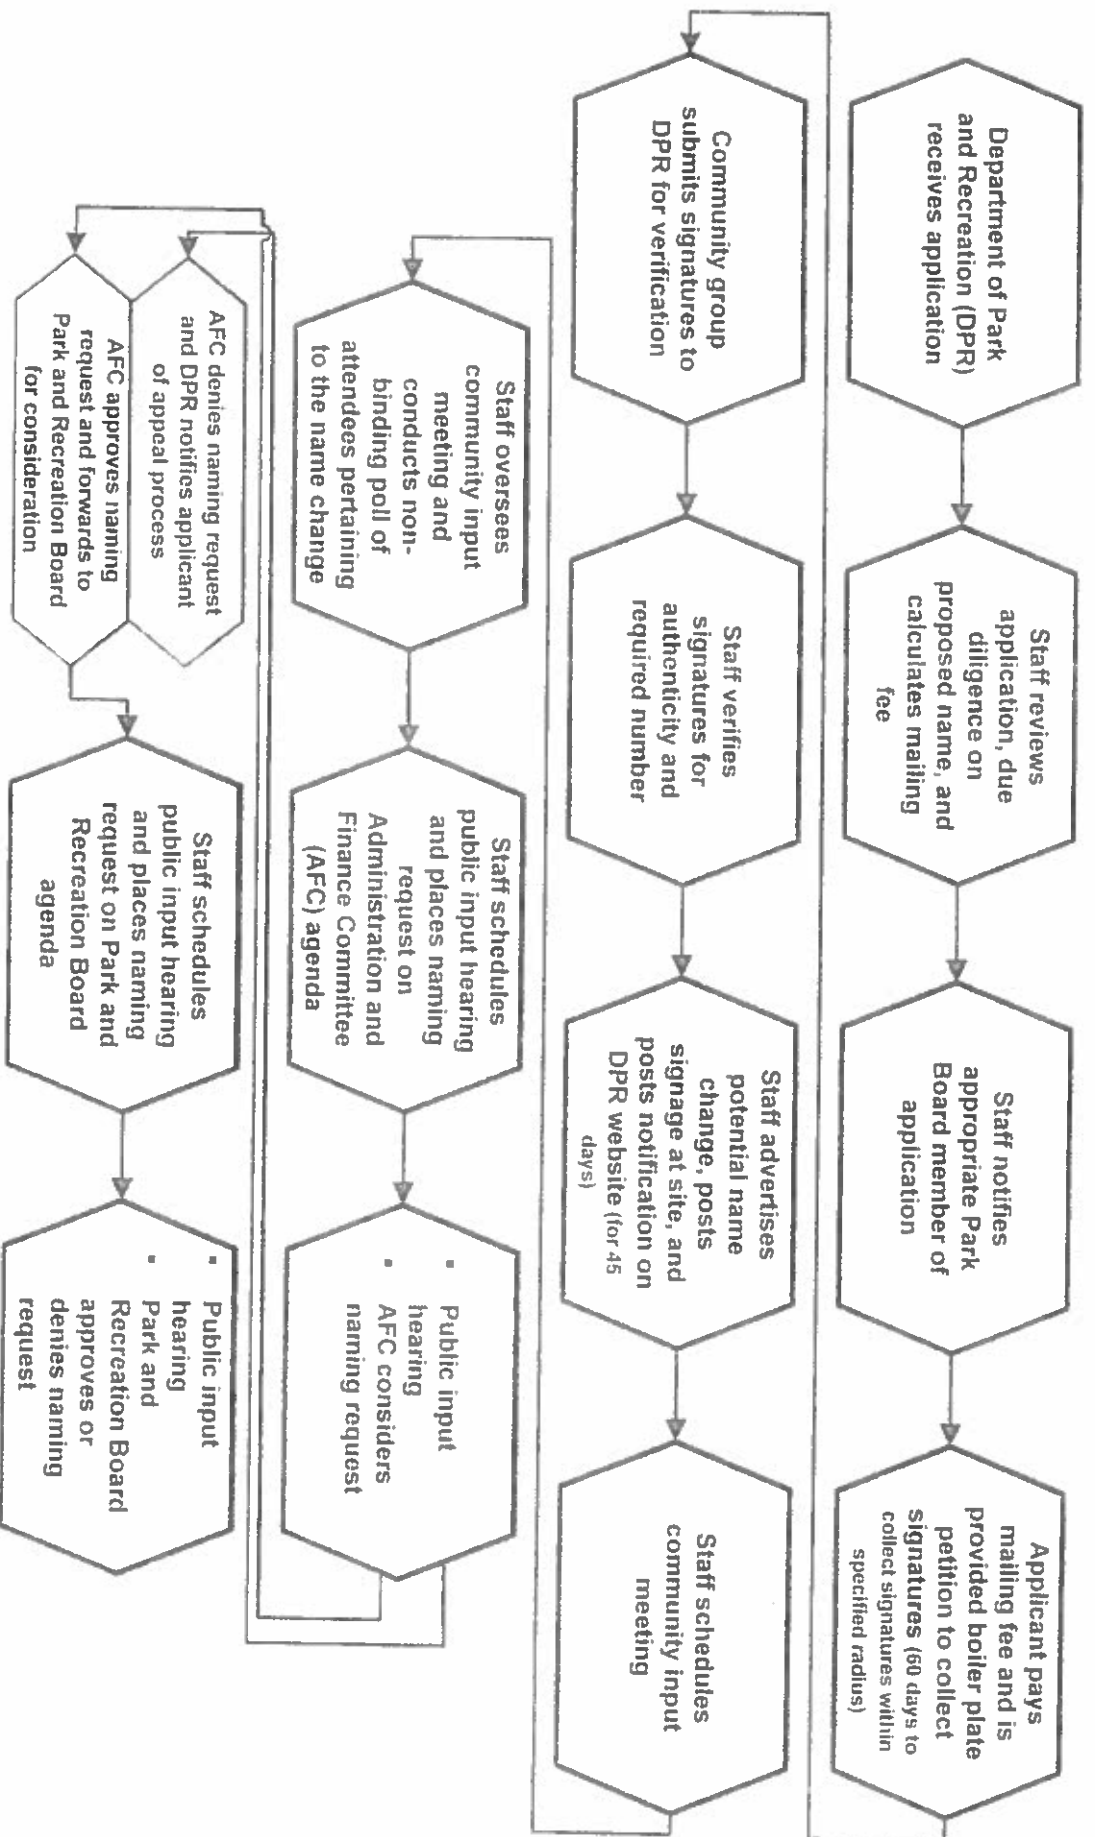 Department of Park
and Recreation (DPR)
receives application
Staff reviews
application, due
diligence on
proposed name, and
calculates mailing
fee
Staff notifies
appropriate Park
Board member of
application
Applicant pays
mailing fee and is
provided boiler plate
petition to collect
signatures (60 days to
collect signatures within
specified radius)
Community group
submits signatures to
DPR for verification
Staff verifies
signatures for
authenticity and
required number
Staff advertises
potential name
change, posts
signage at site, and
posts notification on
DPR website (for 45
days)
Staff schedules
community input
meeting
Staff oversees
community input
meeting and
conducts non-
binding poll of
attendees pertaining
to the name change
Staff schedules
public input hearing
and places naming
request on
Administration and
Finance Committee
(AFC) agenda
▪ Public input
hearing
▪ AFC considers
naming request
AFC denies naming request
and DPR notifies applicant
of appeal process
AFC approves naming
request and forwards to
Park and Recreation Board
for consideration
Staff schedules
public input hearing
and places naming
request on Park and
Recreation Board
agenda
▪ Public input
hearing
▪ Park and
Recreation Board
approves or
denies naming
request